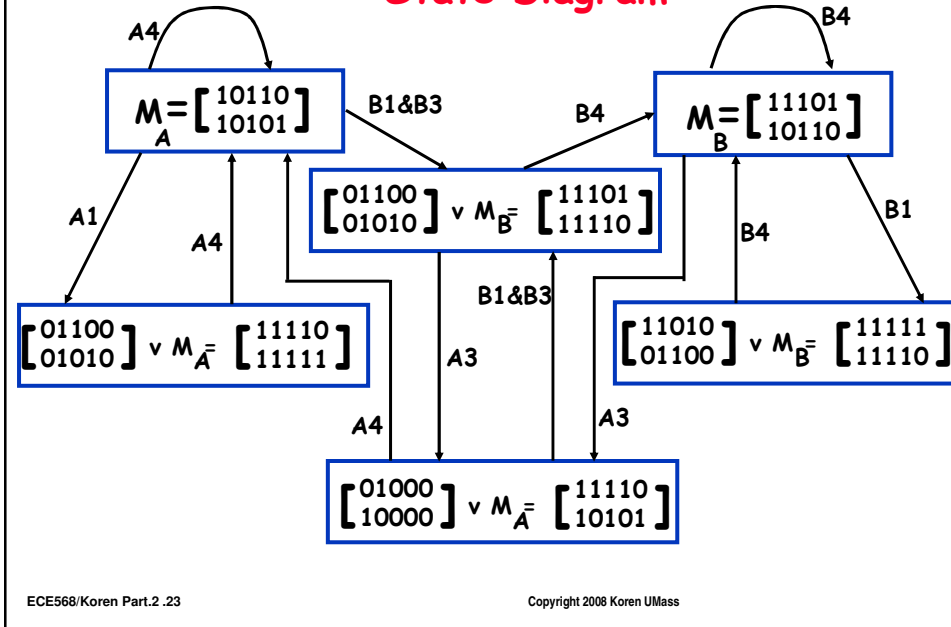 State Diagram
A4
B4
M_A = [ 10110
10101 ]
B1&B3
B4
M_B = [ 11101
10110 ]
[ 01100
01010 ] v M_B = [ 11101
11110 ]
A1
A4
B4
B1
B1&B3
[ 01100
01010 ] v M_A = [ 11110
11111 ]
[ 11010
01100 ] v M_B = [ 11111
11110 ]
A3
A4
A3
[ 01000
10000 ] v M_A = [ 11110
10101 ]
ECE568/Koren Part.2 .23
Copyright 2008 Koren UMass